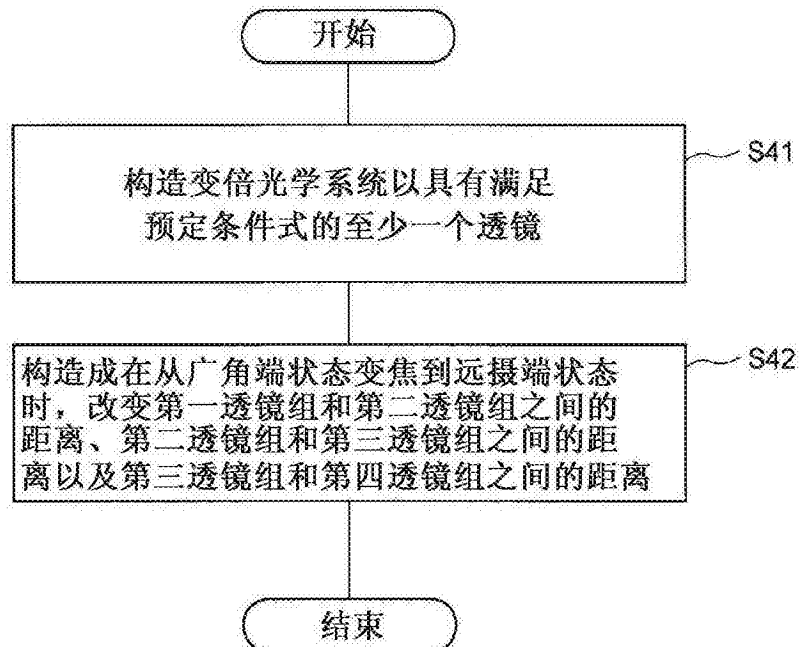 开始
构造变倍光学系统以具有满足
预定条件式的至少一个透镜
S41
构造成在从广角端状态变焦到远摄端状态
时，改变第一透镜组和第二透镜组之间的
距离、第二透镜组和第三透镜组之间的距
离以及第三透镜组和第四透镜组之间的距离
S42
结束